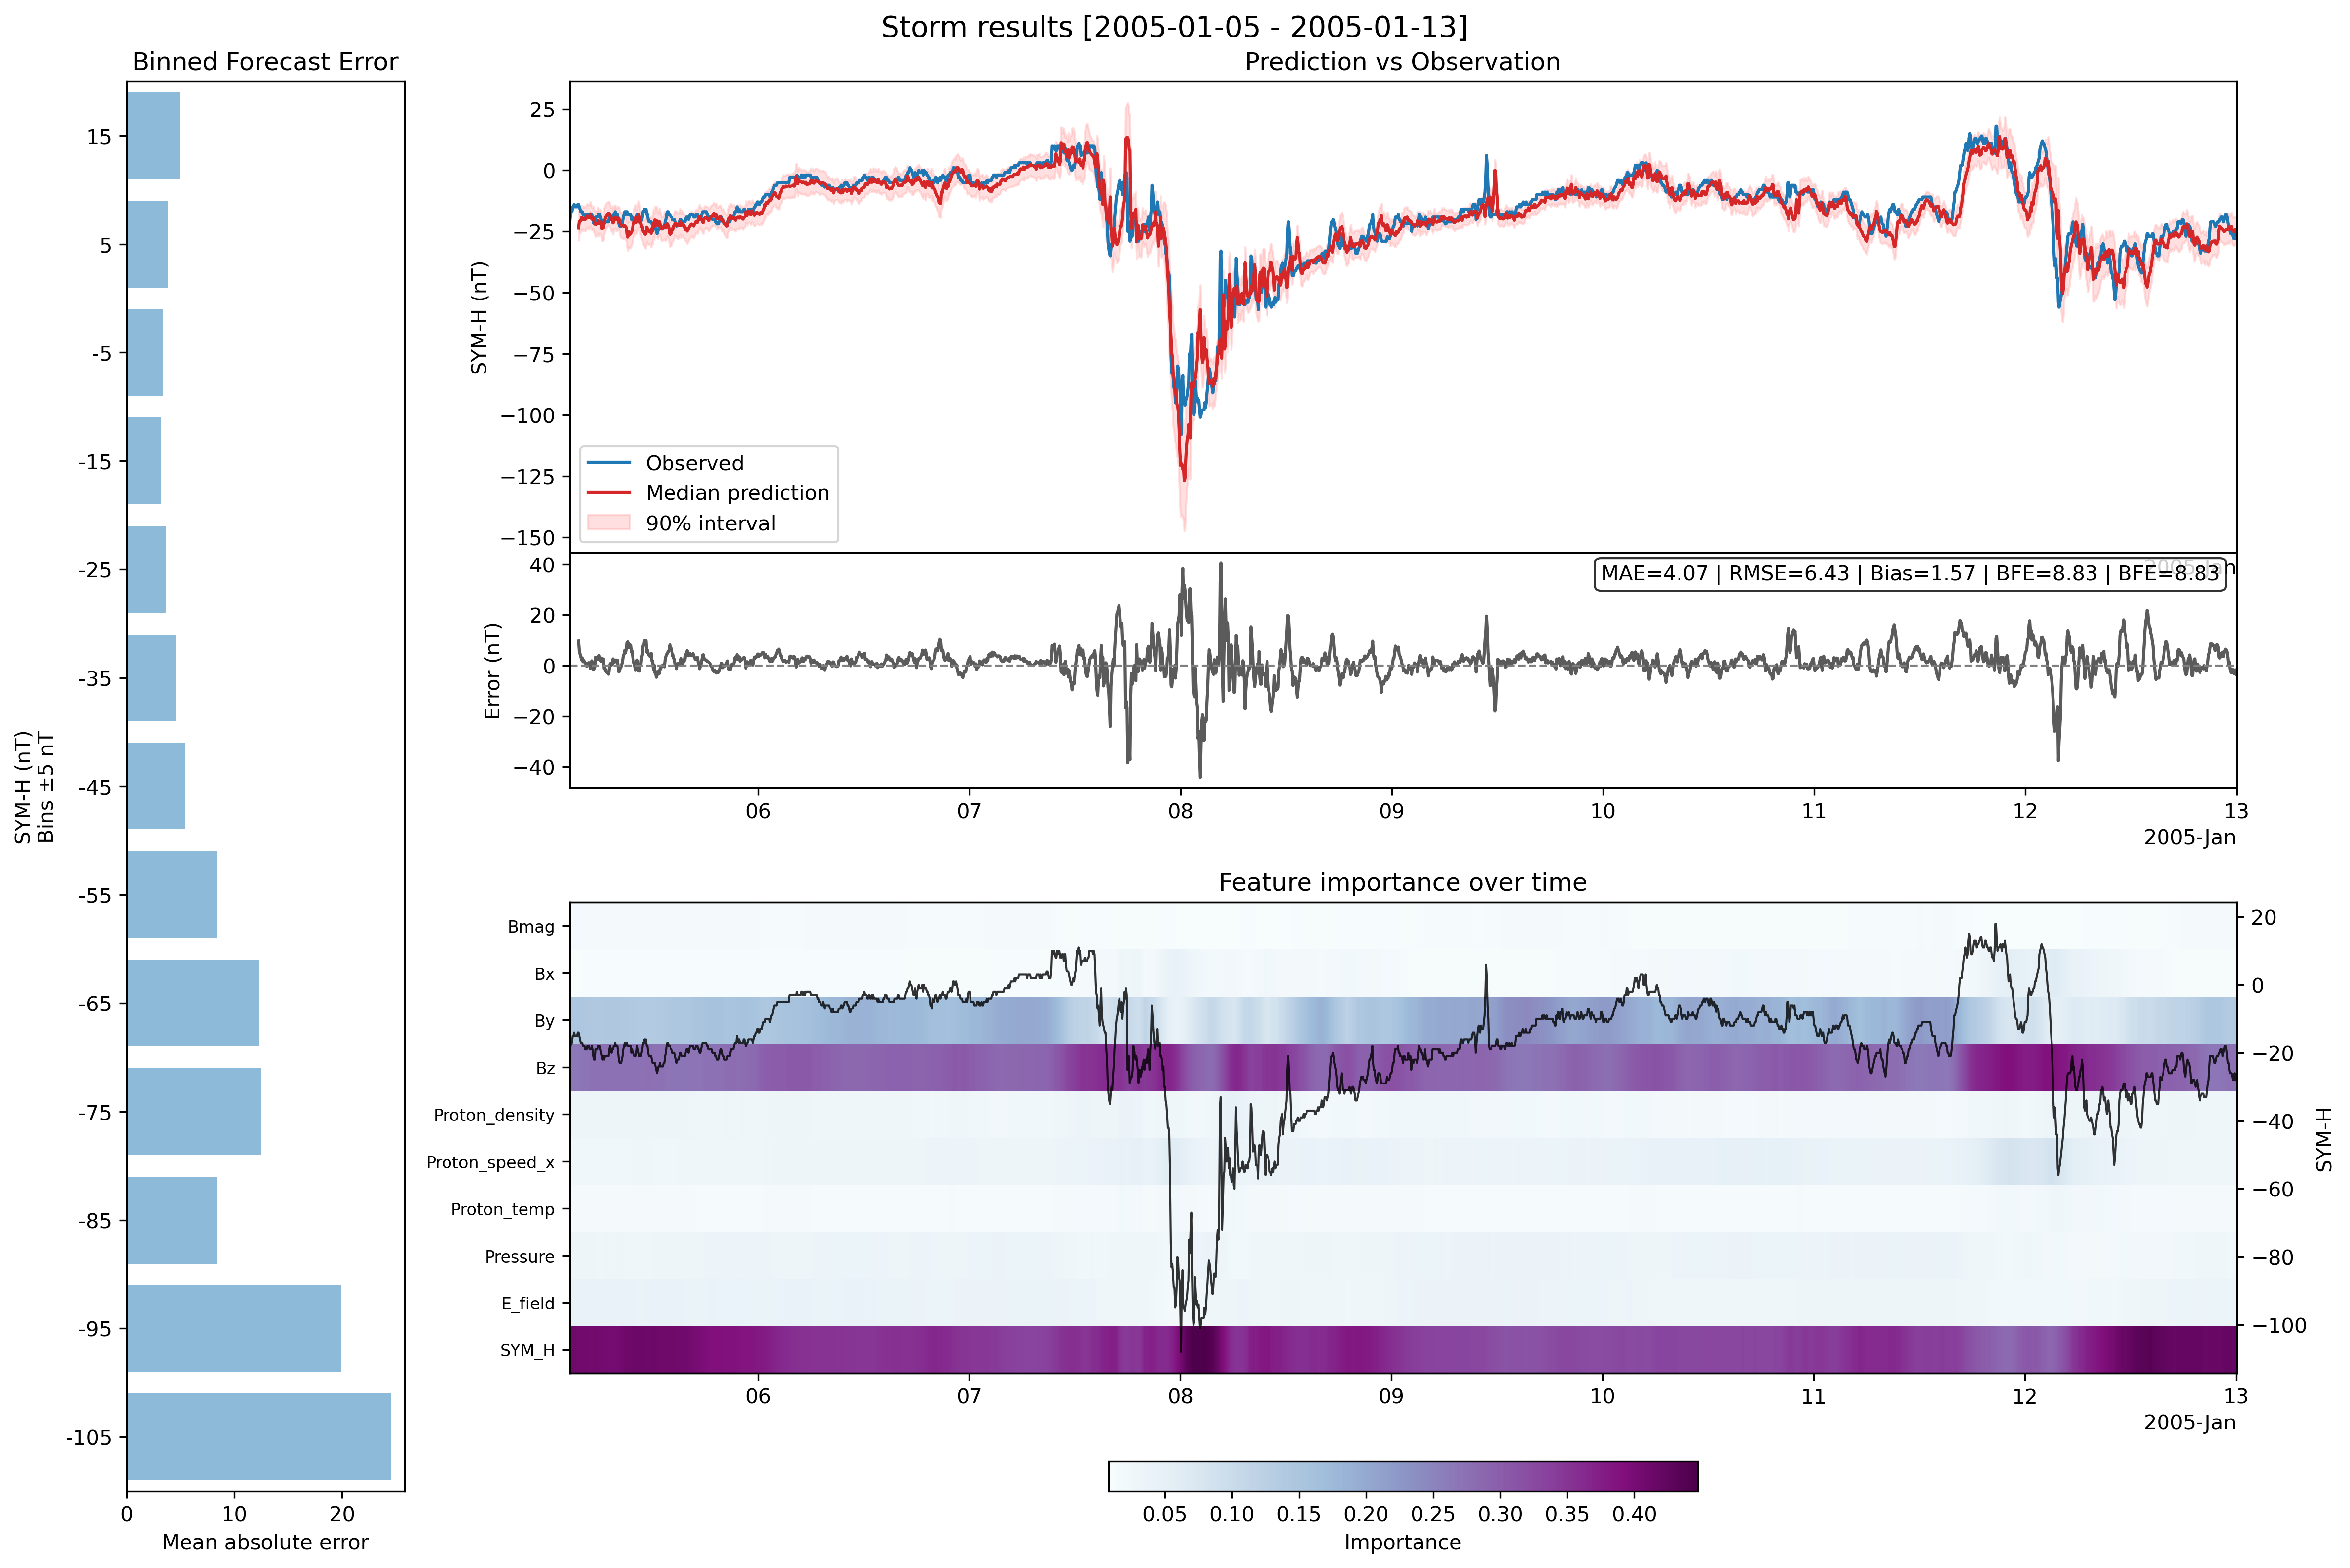 Storm results [2005-01-05 - 2005-01-13]
Binned Forecast Error
15
5
-5
-15
-25
-35
-45
-55
-65
-75
-85
-95
-105
SYM-H (nT)
Bins ±5 nT
0 10 20
Mean absolute error
Prediction vs Observation
25
0
−25
−50
−75
−100
−125
−150
SYM-H (nT)
Observed
Median prediction
90% interval
2005-Jan
MAE=4.07 | RMSE=6.43 | Bias=1.57 | BFE=8.83 | BFE=8.83
40
20
0
−20
−40
Error (nT)
06 07 08 09 10 11 12 13
2005-Jan
Feature importance over time
Bmag
Bx
By
Bz
Proton_density
Proton_speed_x
Proton_temp
Pressure
E_field
SYM_H
20
0
−20
−40
−60
−80
−100
SYM-H
06 07 08 09 10 11 12 13
2005-Jan
0.05 0.10 0.15 0.20 0.25 0.30 0.35 0.40
Importance